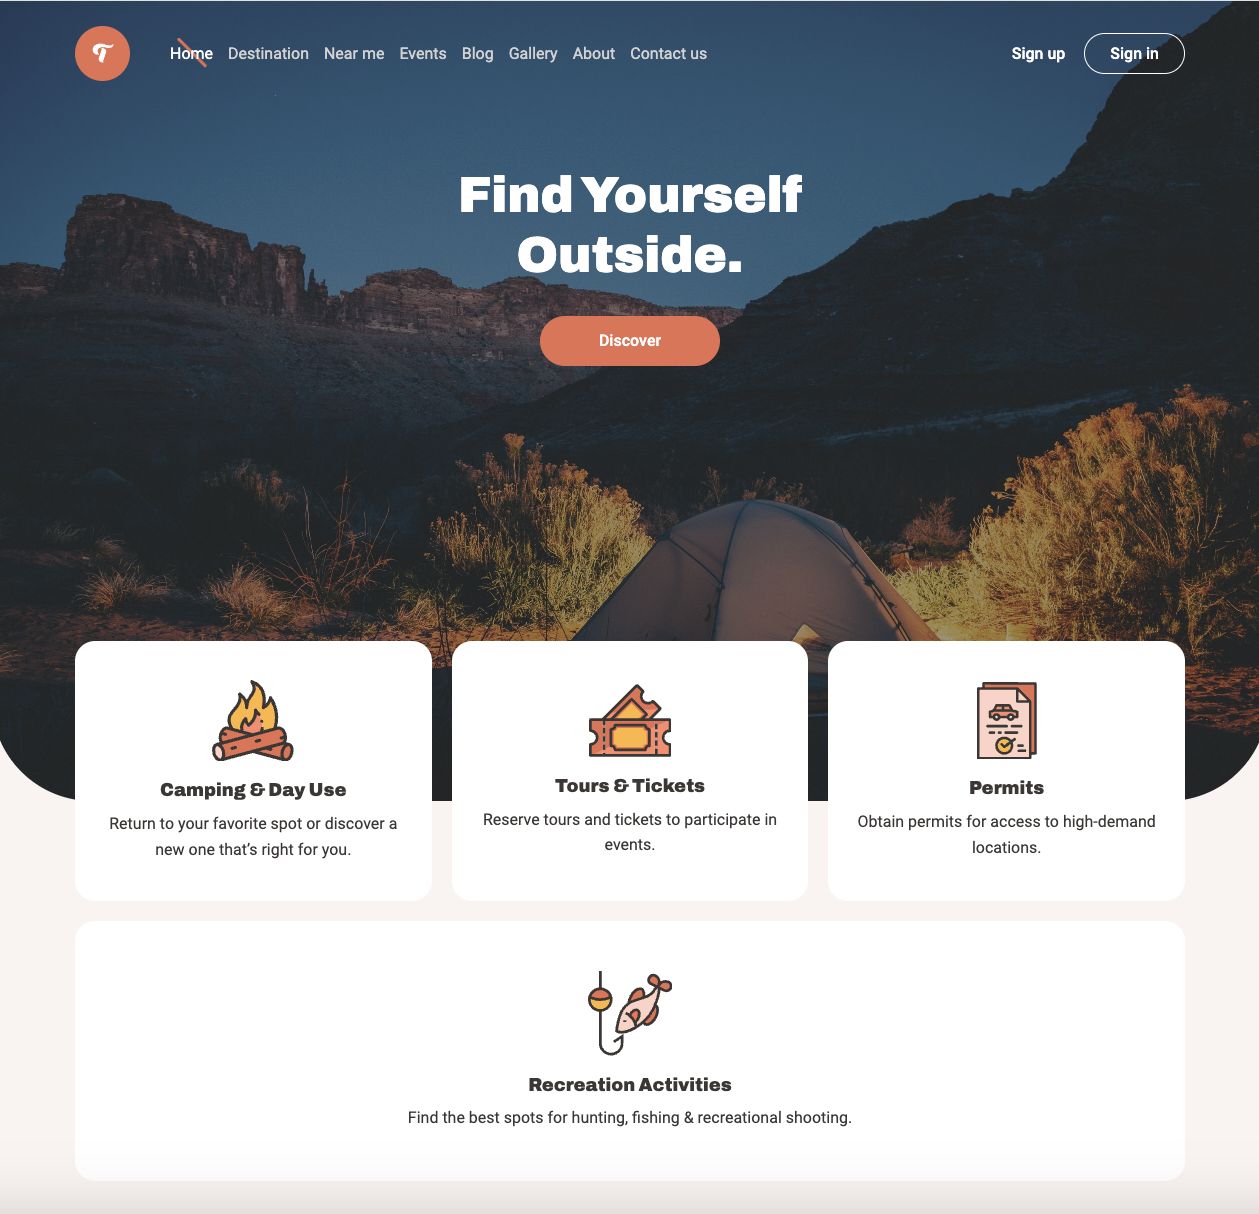 T
Home Destination Near me Events Blog Gallery About Contact us Sign up Sign in
Find Yourself
Outside.
Discover
Camping & Day Use
Return to your favorite spot or discover a
new one that’s right for you.
Tours & Tickets
Reserve tours and tickets to participate in
events.
Permits
Obtain permits for access to high-demand
locations.
Recreation Activities
Find the best spots for hunting, fishing & recreational shooting.